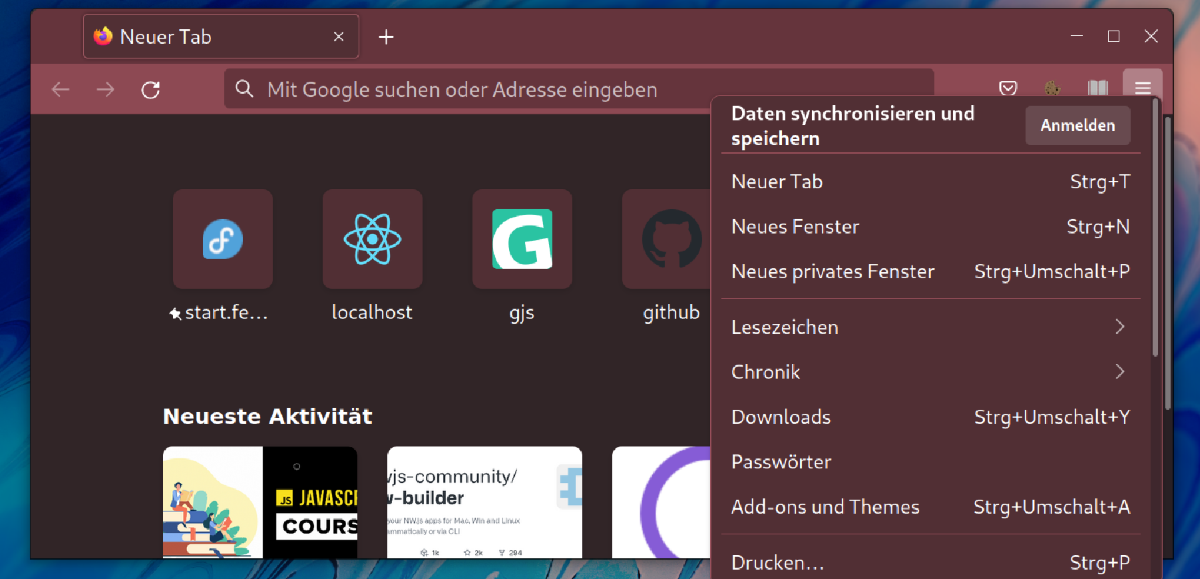 Neuer Tab
Mit Google suchen oder Adresse eingeben
Daten synchronisieren und
speichern
Anmelden
Neuer Tab Strg+T
Neues Fenster Strg+N
Neues privates Fenster Strg+Umschalt+P
Lesezeichen
Chronik
Downloads Strg+Umschalt+Y
Passwörter
Add-ons und Themes Strg+Umschalt+A
Drucken… Strg+P
start.fe…
localhost
gjs
github
Neueste Aktivität
JS JAVASCR
COURS
wjs-community/
w-builder
your NW.js apps for Mac, Win and Linux
ammatically or via CLI
1k 2k 294